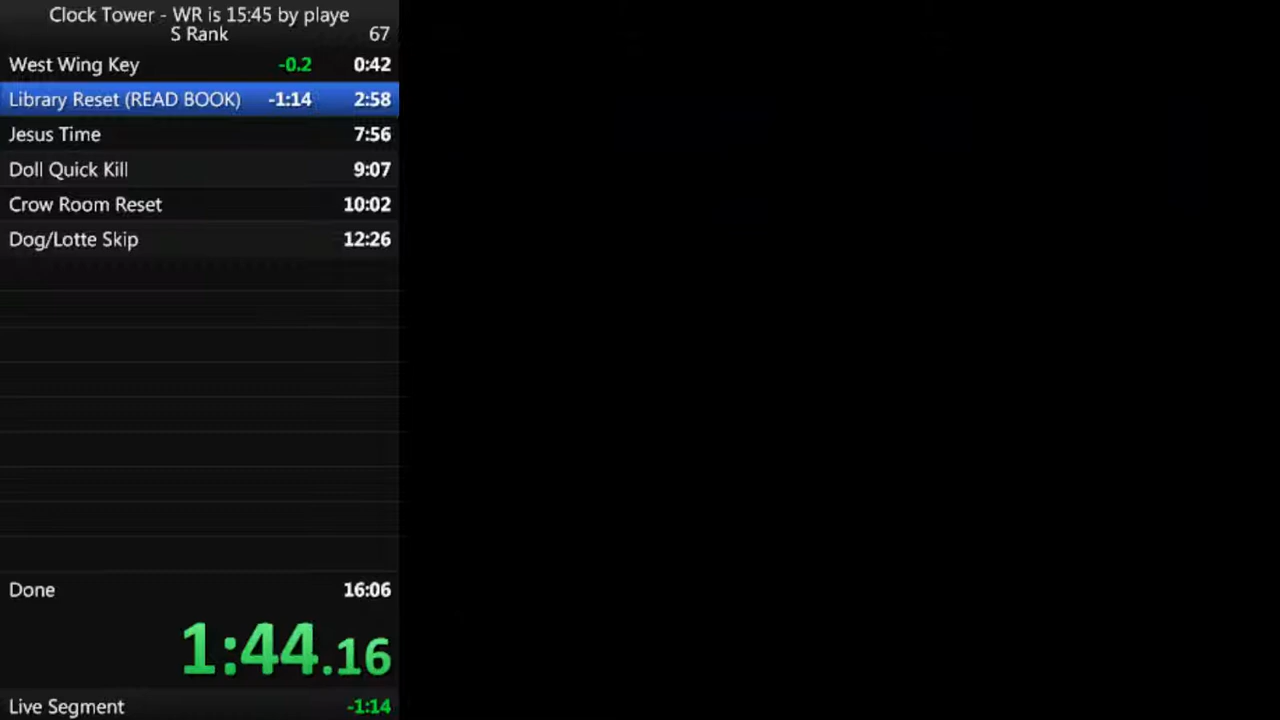 Clock Tower - WR is 15:45 by playe
S Rank 67
West Wing Key -0.2 0:42
Library Reset (READ BOOK) -1:14 2:58
Jesus Time 7:56
Doll Quick Kill 9:07
Crow Room Reset 10:02
Dog/Lotte Skip 12:26
Done 16:06
1:44.16
Live Segment -1:14